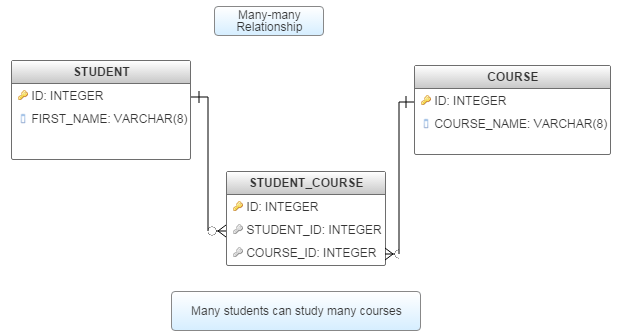 Many-many
Relationship
STUDENT
ID: INTEGER
FIRST_NAME: VARCHAR(8)
COURSE
ID: INTEGER
COURSE_NAME: VARCHAR(8)
STUDENT_COURSE
ID: INTEGER
STUDENT_ID: INTEGER
COURSE_ID: INTEGER
Many students can study many courses